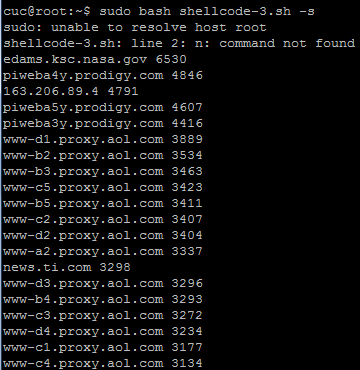 cuc@root:~$ sudo bash shellcode-3.sh -s
sudo: unable to resolve host root
shellcode-3.sh: line 2: n: command not found
edams.ksc.nasa.gov 6530
piweba4y.prodigy.com 4846
163.206.89.4 4791
piweba5y.prodigy.com 4607
piweba3y.prodigy.com 4416
www-d1.proxy.aol.com 3889
www-b2.proxy.aol.com 3534
www-b3.proxy.aol.com 3463
www-c5.proxy.aol.com 3423
www-b5.proxy.aol.com 3411
www-c2.proxy.aol.com 3407
www-d2.proxy.aol.com 3404
www-a2.proxy.aol.com 3337
news.ti.com 3298
www-d3.proxy.aol.com 3296
www-b4.proxy.aol.com 3293
www-c3.proxy.aol.com 3272
www-d4.proxy.aol.com 3234
www-c1.proxy.aol.com 3177
www-c4.proxy.aol.com 3134